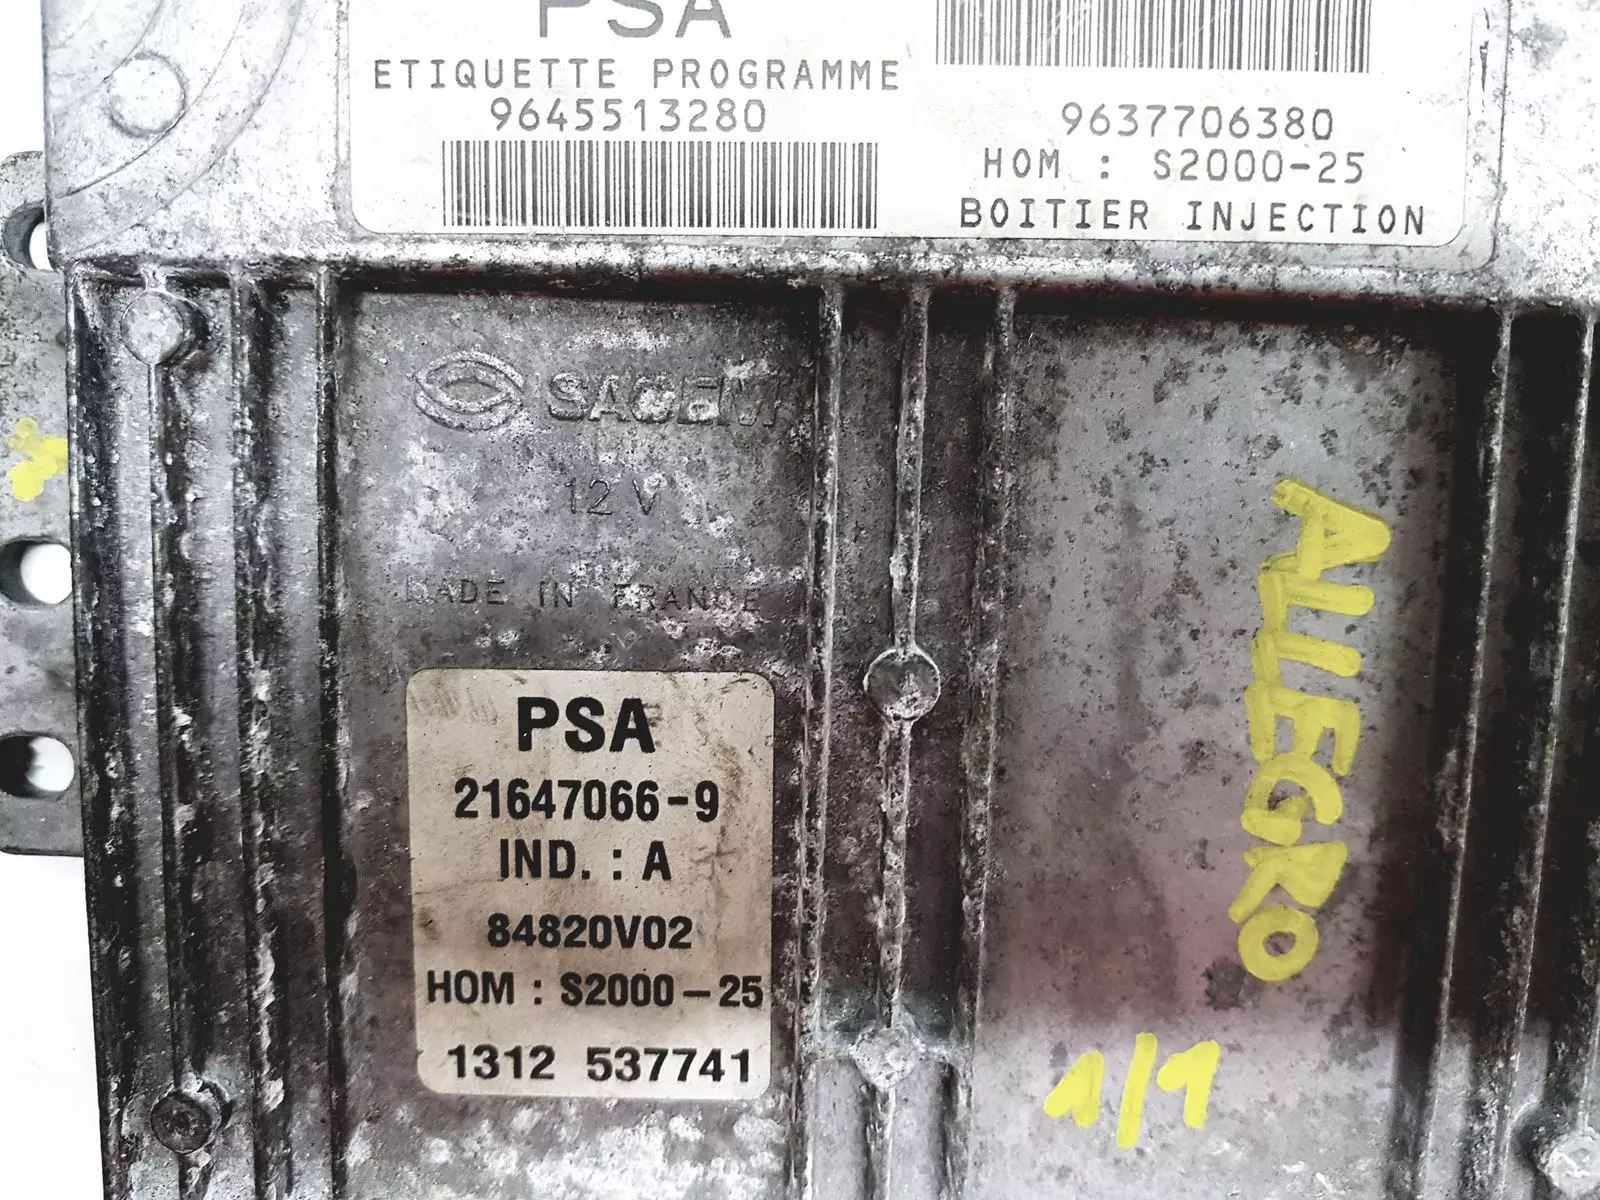 PSA
ETIQUETTE PROGRAMME
9645513280
9637706380
HOM : S2000-25
BOITIER INJECTION
SAGEM
12 V
MADE IN FRANCE
PSA
21647066-9
IND. : A
84820V02
HOM : S2000-25
1312 537741
ALLEGRO
1/1